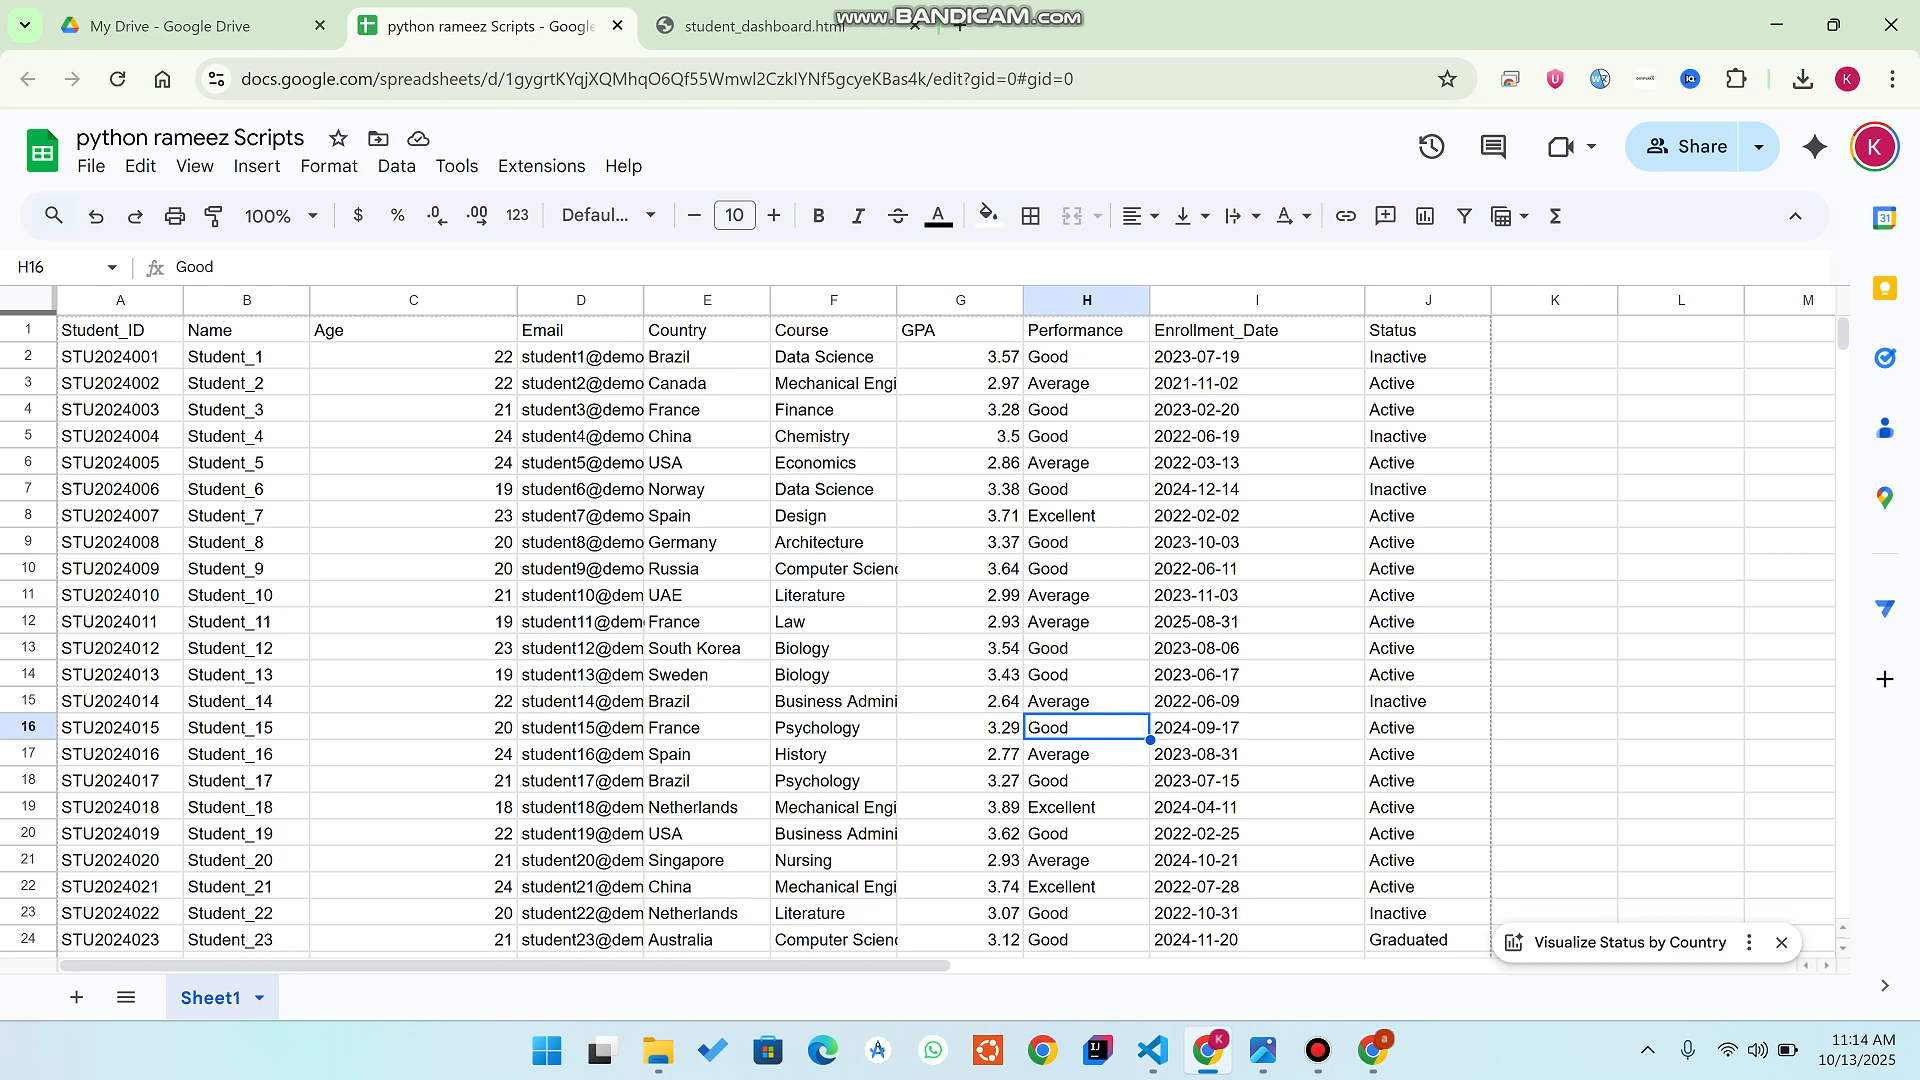 My Drive - Google Drive
python rameez Scripts - Google
student_dashboard.html
www.BANDICAM.com
docs.google.com/spreadsheets/d/1gygrtKYqjXQMhqO6Qf55Wmwl2CzkIYNf5gcyeKBas4k/edit?gid=0#gid=0
K
python rameez Scripts
File Edit View Insert Format Data Tools Extensions Help
Share
K
100% $ % .0 .00 123 Defaul... 10 B I A
31
H16 Good
A B C D E F G H I J K L M
1 Student_ID Name Age Email Country Course GPA Performance Enrollment_Date Status
2 STU2024001 Student_1 22 student1@demo Brazil Data Science 3.57 Good 2023-07-19 Inactive
3 STU2024002 Student_2 22 student2@demo Canada Mechanical Engi 2.97 Average 2021-11-02 Active
4 STU2024003 Student_3 21 student3@demo France Finance 3.28 Good 2023-02-20 Active
5 STU2024004 Student_4 24 student4@demo China Chemistry 3.5 Good 2022-06-19 Inactive
6 STU2024005 Student_5 24 student5@demo USA Economics 2.86 Average 2022-03-13 Active
7 STU2024006 Student_6 19 student6@demo Norway Data Science 3.38 Good 2024-12-14 Inactive
8 STU2024007 Student_7 23 student7@demo Spain Design 3.71 Excellent 2022-02-02 Active
9 STU2024008 Student_8 20 student8@demo Germany Architecture 3.37 Good 2023-10-03 Active
10 STU2024009 Student_9 20 student9@demo Russia Computer Scienc 3.64 Good 2022-06-11 Active
11 STU2024010 Student_10 21 student10@dem UAE Literature 2.99 Average 2023-11-03 Active
12 STU2024011 Student_11 19 student11@dem France Law 2.93 Average 2025-08-31 Active
13 STU2024012 Student_12 23 student12@dem South Korea Biology 3.54 Good 2023-08-06 Active
14 STU2024013 Student_13 19 student13@dem Sweden Biology 3.43 Good 2023-06-17 Active
15 STU2024014 Student_14 22 student14@dem Brazil Business Admini 2.64 Average 2022-06-09 Inactive
16 STU2024015 Student_15 20 student15@dem France Psychology 3.29 Good 2024-09-17 Active
17 STU2024016 Student_16 24 student16@dem Spain History 2.77 Average 2023-08-31 Active
18 STU2024017 Student_17 21 student17@dem Brazil Psychology 3.27 Good 2023-07-15 Active
19 STU2024018 Student_18 18 student18@dem Netherlands Mechanical Engi 3.89 Excellent 2024-04-11 Active
20 STU2024019 Student_19 22 student19@dem USA Business Admini 3.62 Good 2022-02-25 Active
21 STU2024020 Student_20 21 student20@dem Singapore Nursing 2.93 Average 2024-10-21 Active
22 STU2024021 Student_21 24 student21@dem China Mechanical Engi 3.74 Excellent 2022-07-28 Active
23 STU2024022 Student_22 20 student22@dem Netherlands Literature 3.07 Good 2022-10-31 Inactive
24 STU2024023 Student_23 21 student23@dem Australia Computer Scienc 3.12 Good 2024-11-20 Graduated
Visualize Status by Country
Sheet1
11:14 AM
10/13/2025